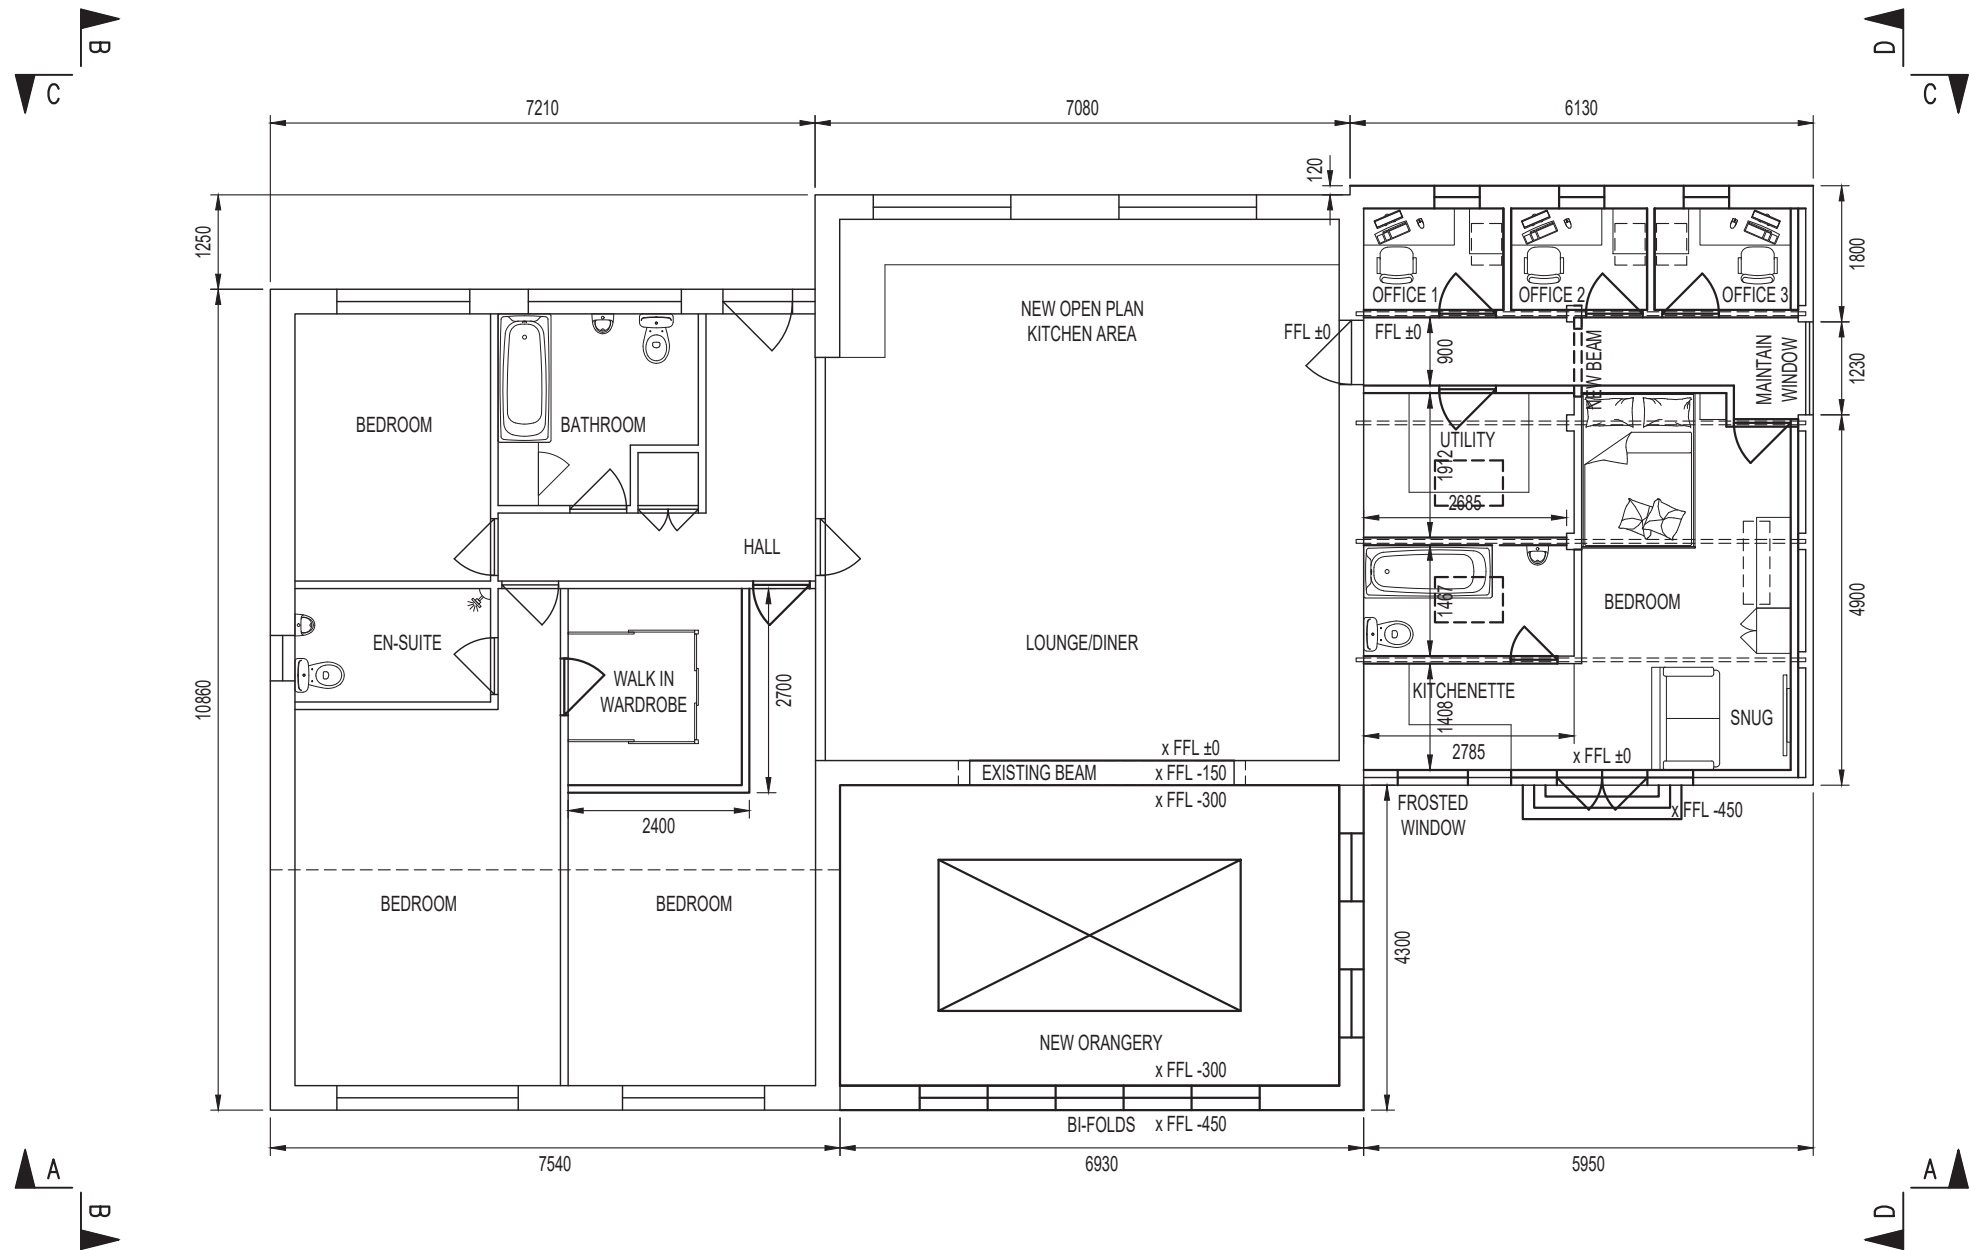 B
D
C
C
7210
7080
6130
120
1250
1800
NEW OPEN PLAN
KITCHEN AREA
OFFICE 1
OFFICE 2
OFFICE 3
FFL ±0
FFL ±0
900
NEW BEAM
MAINTAIN
WINDOW
1230
BEDROOM
BATHROOM
UTILITY
1912
2685
HALL
EN-SUITE
LOUNGE/DINER
1467
BEDROOM
4900
WALK IN
WARDROBE
2700
10860
KITCHENETTE
1408
SNUG
2785
x FFL ±0
x FFL ±0
EXISTING BEAM
x FFL -150
x FFL -300
FROSTED
WINDOW
x FFL -450
2400
BEDROOM
BEDROOM
4300
NEW ORANGERY
x FFL -300
BI-FOLDS
x FFL -450
7540
6930
5950
A
A
B
D